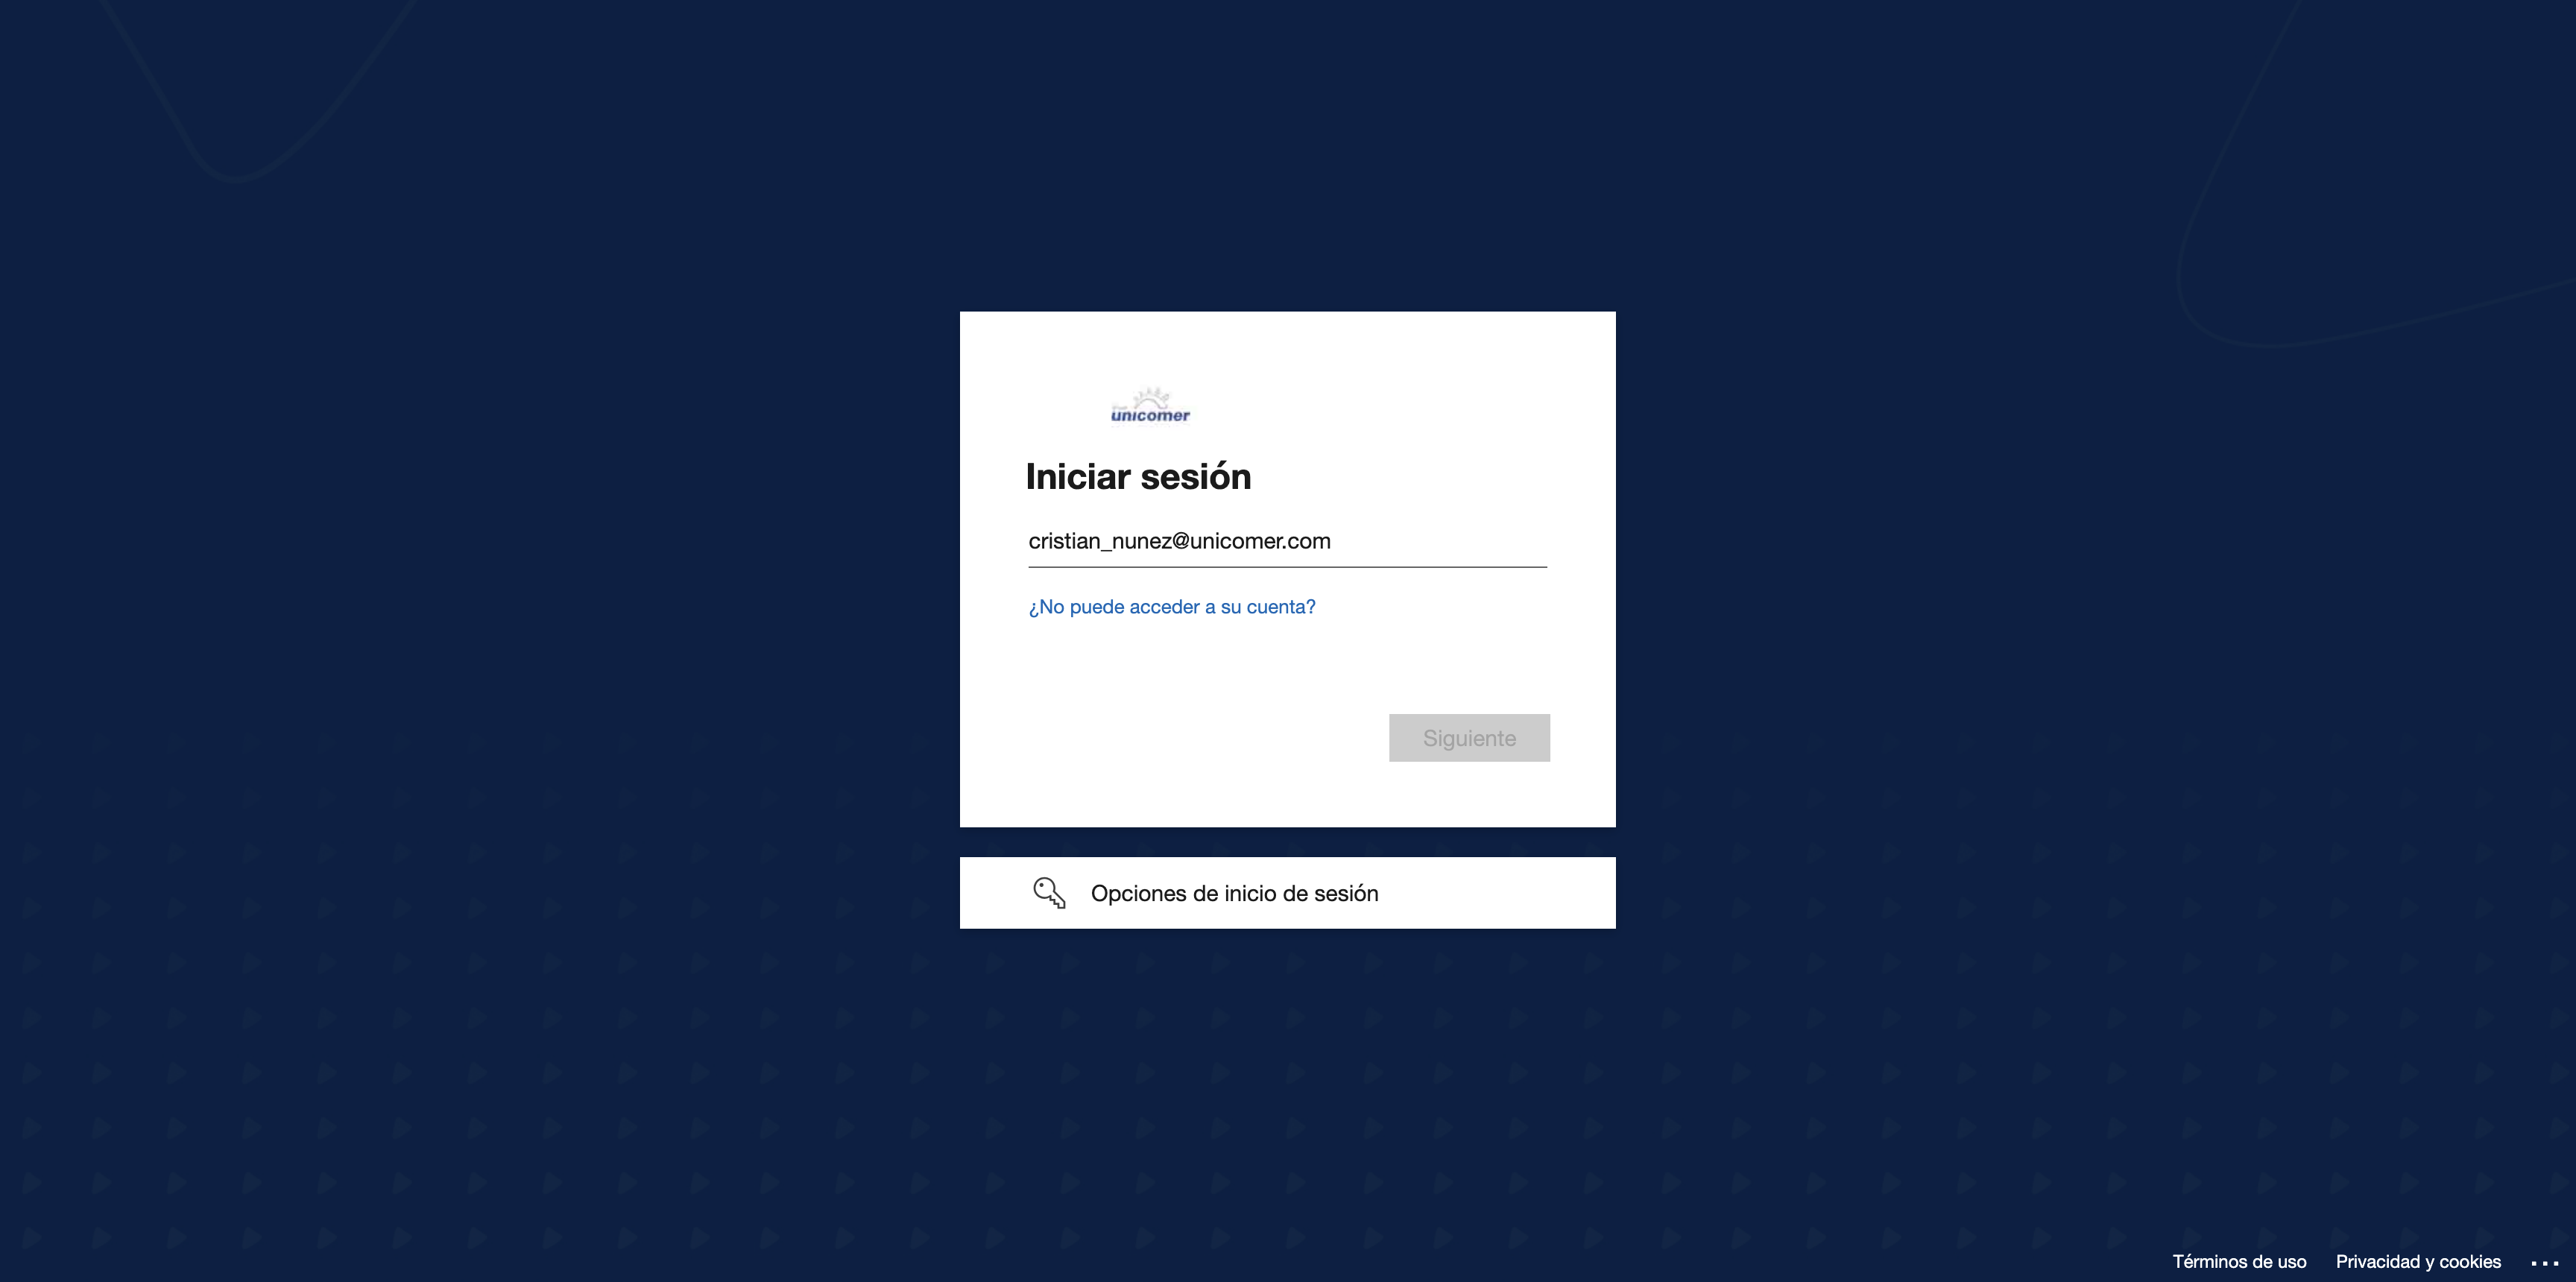 unicomer
Iniciar sesión
cristian_nunez@unicomer.com
¿No puede acceder a su cuenta?
Siguiente
Opciones de inicio de sesión
Términos de uso Privacidad y cookies ...